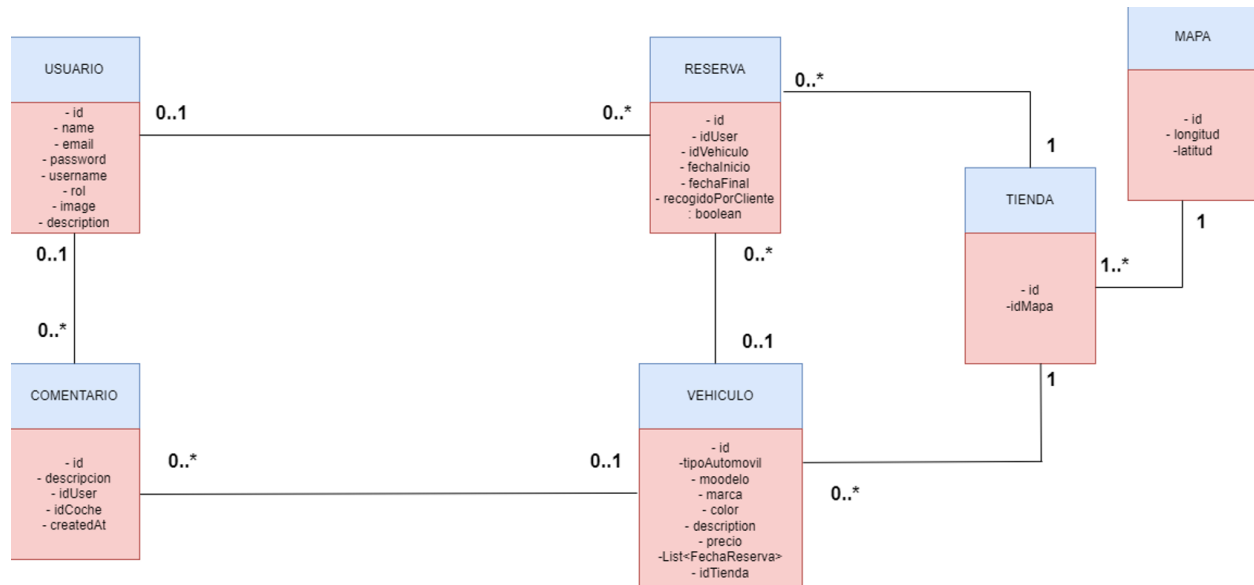 USUARIO
- id
- name
- email
- password
- username
- rol
- image
- description
0..1
0..*
RESERVA
- id
- idUser
- idVehiculo
- fechaInicio
- fechaFinal
- recogidoPorCliente
: boolean
0..*
1
MAPA
- id
- longitud
-latitud
1
TIENDA
- id
-idMapa
1..*
1
0..1
0..*
0..*
0..1
COMENTARIO
- id
- descripcion
- idUser
- idCoche
- createdAt
0..*
0..1
VEHICULO
- id
-tipoAutomovil
- moodelo
- marca
- color
- description
- precio
-List<FechaReserva>
- idTienda
0..*